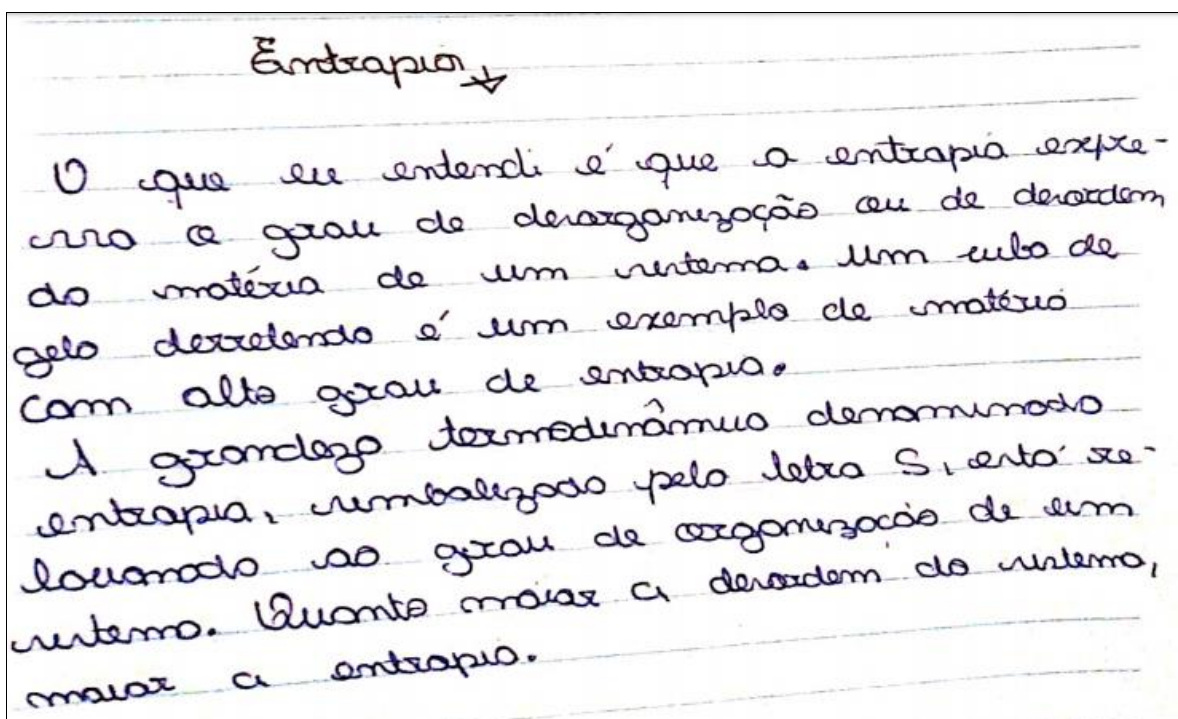 Entropia
O que eu entendi é que a entropia expre-
ssa o grau de desorganização ou de desordem
da matéria de um sistema. Um cubo de
gelo derretendo é um exemplo de matéria
com alto grau de entropia.
A grandeza termodinâmica denominada
entropia, simbolizada pela letra S, está re-
lacionada ao grau de organização de um
sistema. Quanto maior a desordem do sistema,
maior a entropia.